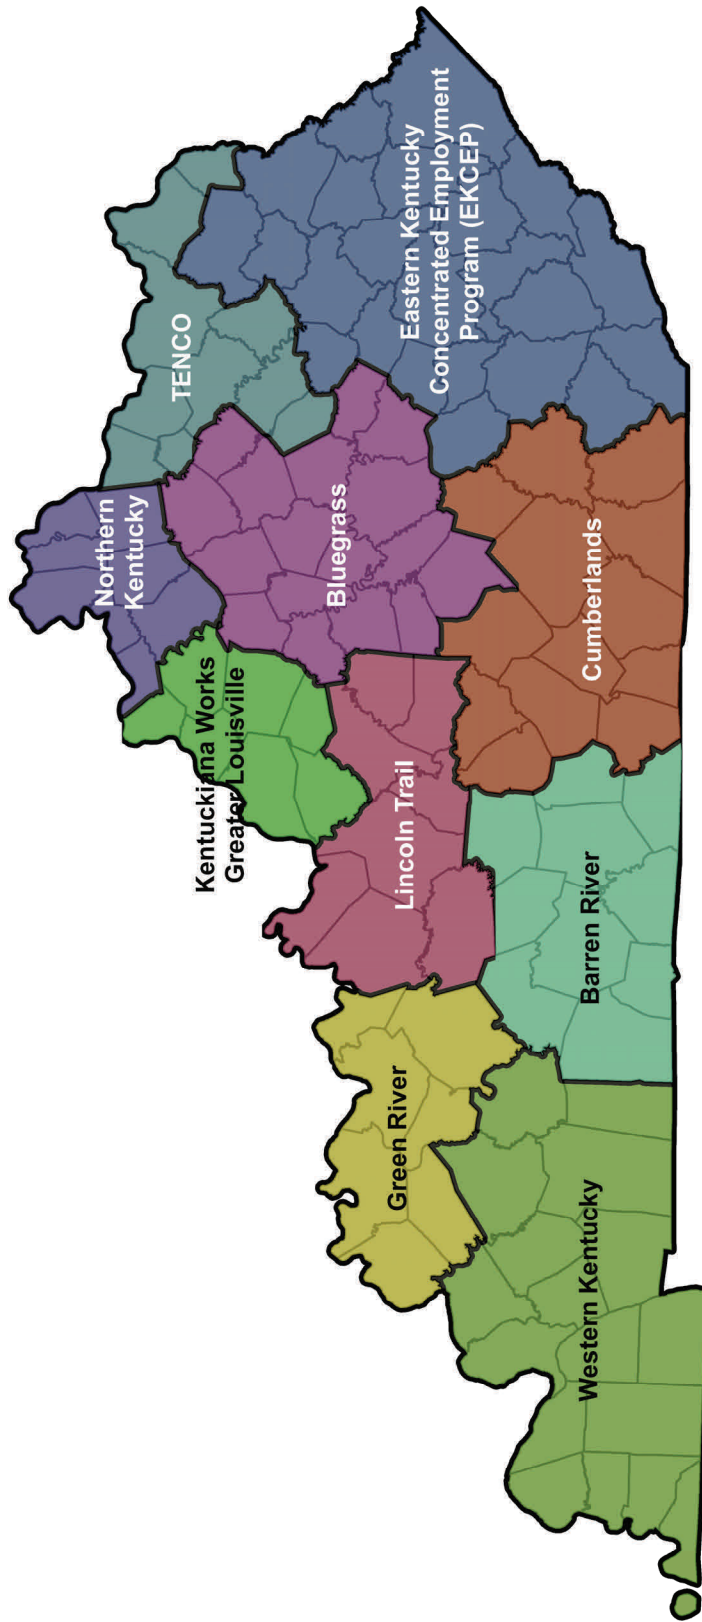 Northern
Kentucky
TENCO
Kentuckiana Works
Greater Louisville
Bluegrass
Eastern Kentucky
Concentrated Employment
Program (EKCEP)
Green River
Lincoln Trail
Cumberlands
Barren River
Western Kentucky